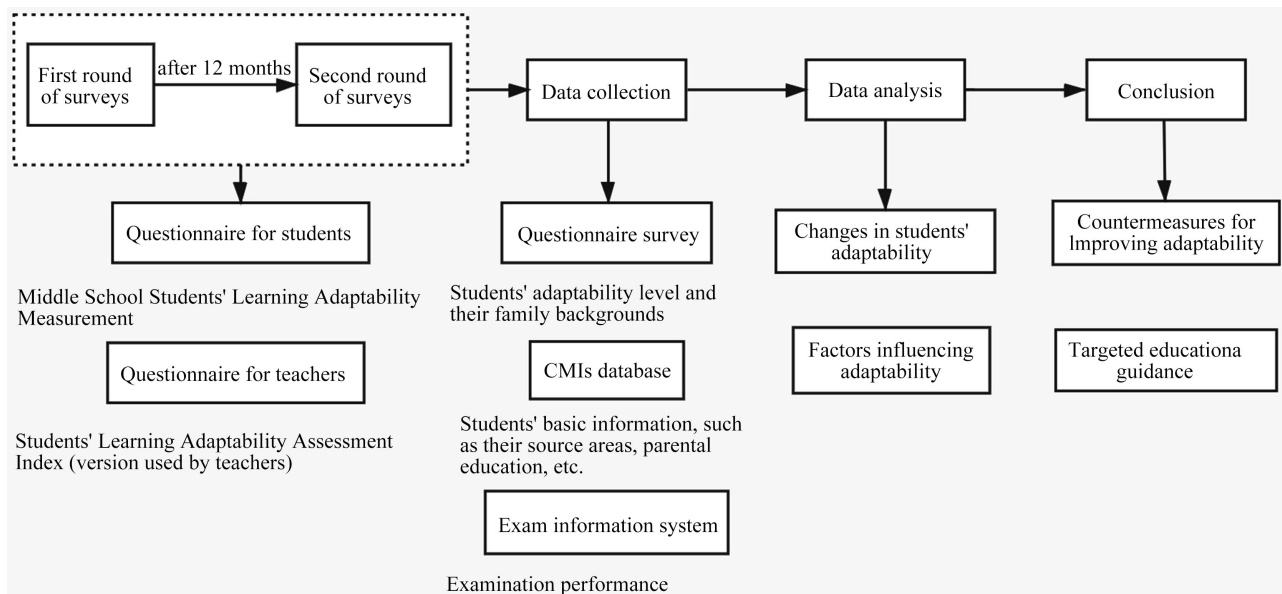 First round
of surveys
after 12 months
Second round
of surveys
Data collection
Data analysis
Conclusion
Questionnaire for students
Middle School Students' Learning Adaptability
Measurement
Questionnaire for teachers
Students' Learning Adaptability Assessment
Index (version used by teachers)
Questionnaire survey
Students' adaptability level and
their family backgrounds
CMIs database
Students' basic information, such
as their source areas, parental
education, etc.
Exam information system
Examination performance
Changes in students'
adaptability
Factors influencing
adaptability
Countermeasures for
lmproving adaptability
Targeted educationa
guidance